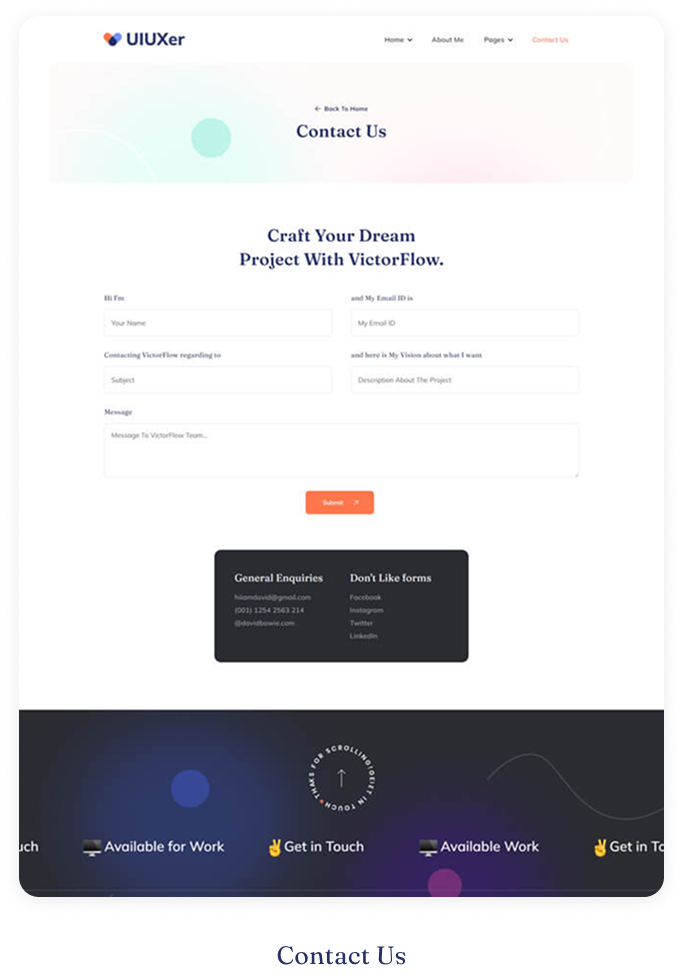 UIUXer
Home About Me Pages Contact Us
Back To Home
Contact Us
Craft Your Dream
Project With VictorFlow.
Hi I'm and My Email ID is
Your Name My Email ID
Contacting VictorFlow regarding to and here is My Vision about what I want
Subject Description About The Project
Message
Message To VictorFlow Team...
Submit
General Enquiries Don't Like forms
hiiamdavid@gmail.com Facebook
(001) 1254 2563 214 Instagram
@davidbowie.com Twitter
LinkedIn
THAKS FOR SCROLLING!GEIET IN TOUCH
uch Available for Work ✌Get in Touch Available Work ✌Get in To
Contact Us